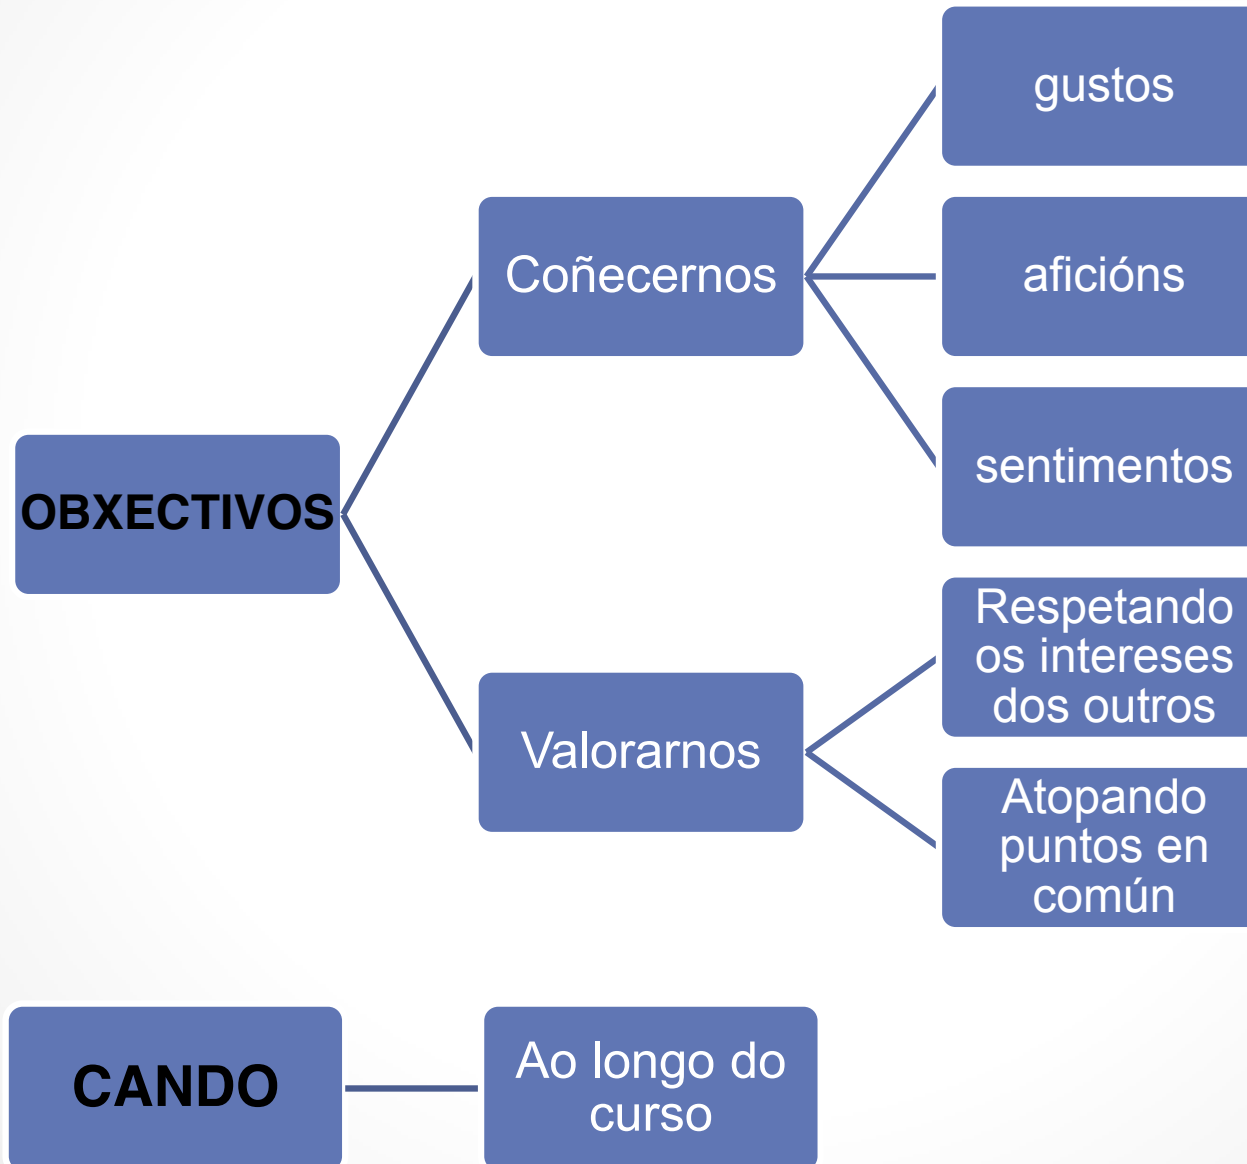 gustos
Coñecernos
aficións
sentimentos
OBXECTIVOS
Respetando
os intereses
dos outros
Valorarnos
Atopando
puntos en
común
CANDO
Ao longo do
curso